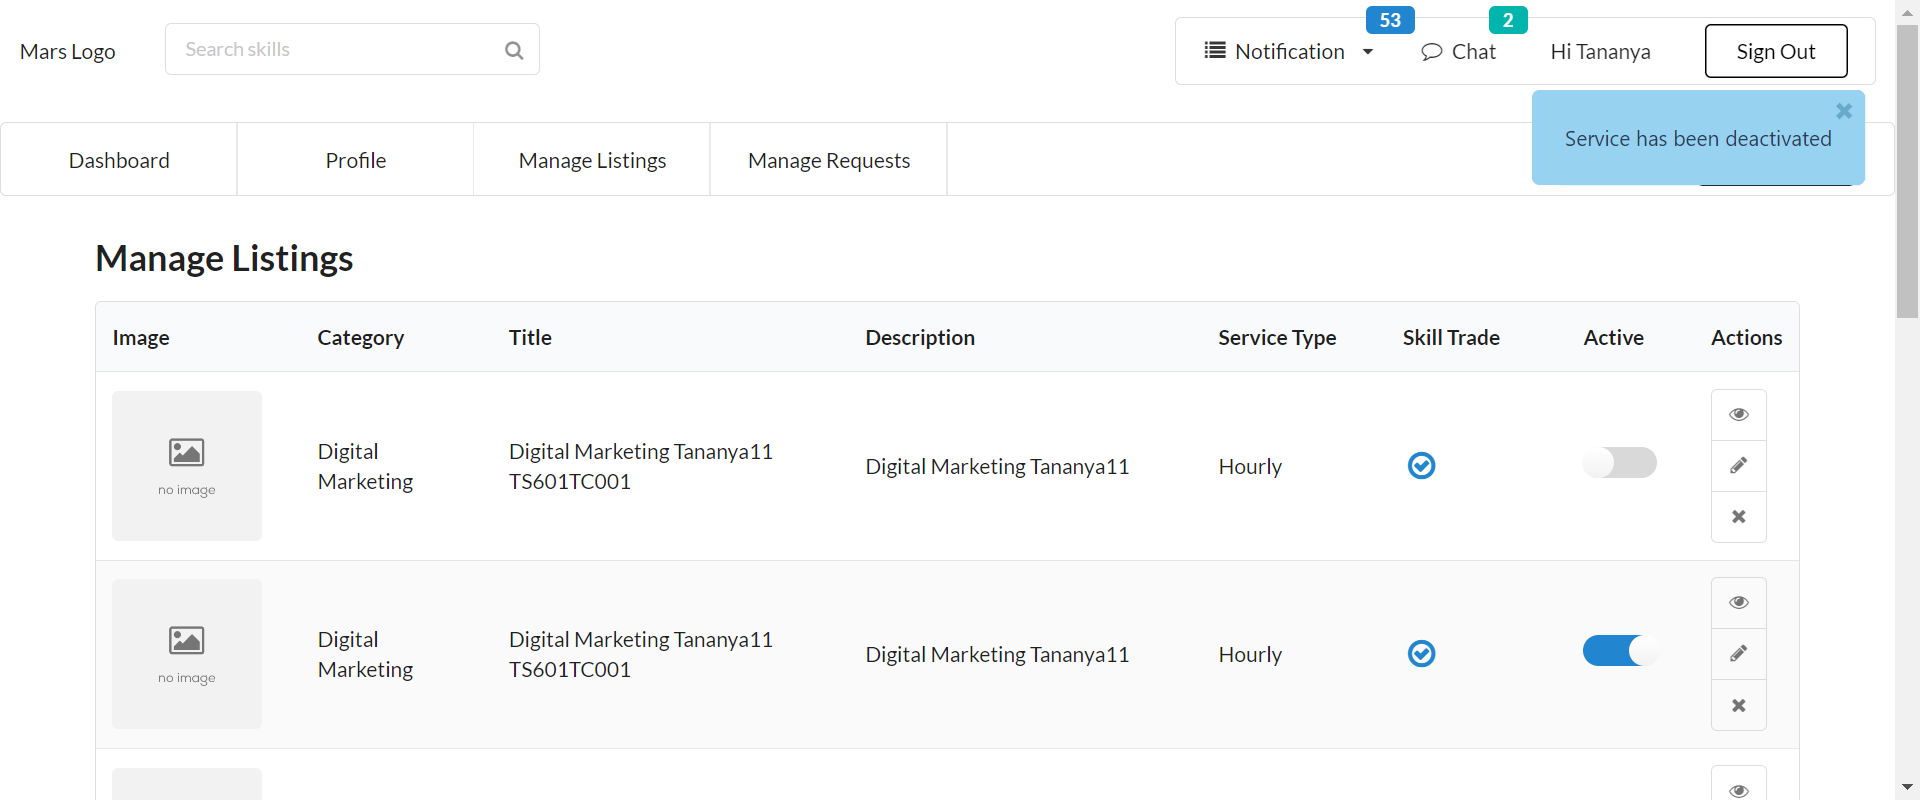 53
2
Mars Logo
Search skills
Notification
Chat
Hi Tananya
Sign Out
Service has been deactivated
Dashboard
Profile
Manage Listings
Manage Requests
Manage Listings
Image
Category
Title
Description
Service Type
Skill Trade
Active
Actions
no image
Digital
Marketing
Digital Marketing Tananya11
TS601TC001
Digital Marketing Tananya11
Hourly
no image
Digital
Marketing
Digital Marketing Tananya11
TS601TC001
Digital Marketing Tananya11
Hourly